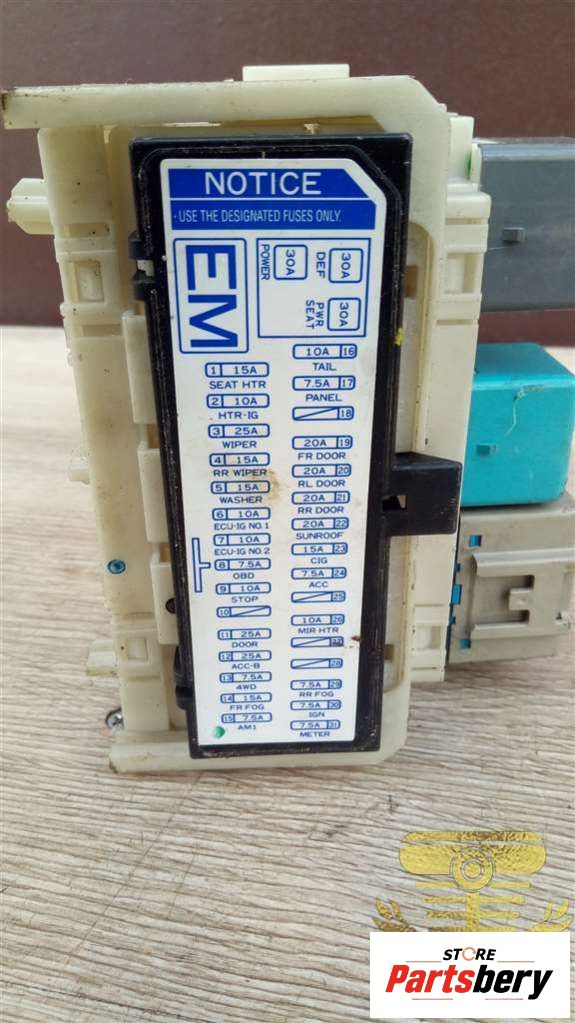 NOTICE
· USE THE DESIGNATED FUSES ONLY.
EM
POWER
30A
DEF
30A
PWR
SEAT
30A
1 15A
SEAT HTR
2 10A
HTR-IG
3 25A
WIPER
4 15A
RR WIPER
5 15A
WASHER
6 10A
ECU-IG NO.1
7 10A
ECU-IG NO.2
8 7.5A
OBD
9 10A
STOP
10
11 25A
DOOR
12 25A
ACC-B
13 7.5A
4WD
14 15A
FR FOG
15 7.5A
AM1
10A 16
TAIL
7.5A 17
PANEL
18
20A 19
FR DOOR
20A 20
RL DOOR
20A 21
RR DOOR
20A 22
SUNROOF
15A 23
CIG
7.5A 24
ACC
25
10A 26
MIR-HTR
27
28
7.5A 29
RR FOG
7.5A 30
IGN
7.5A 31
METER
STORE
Partsbery